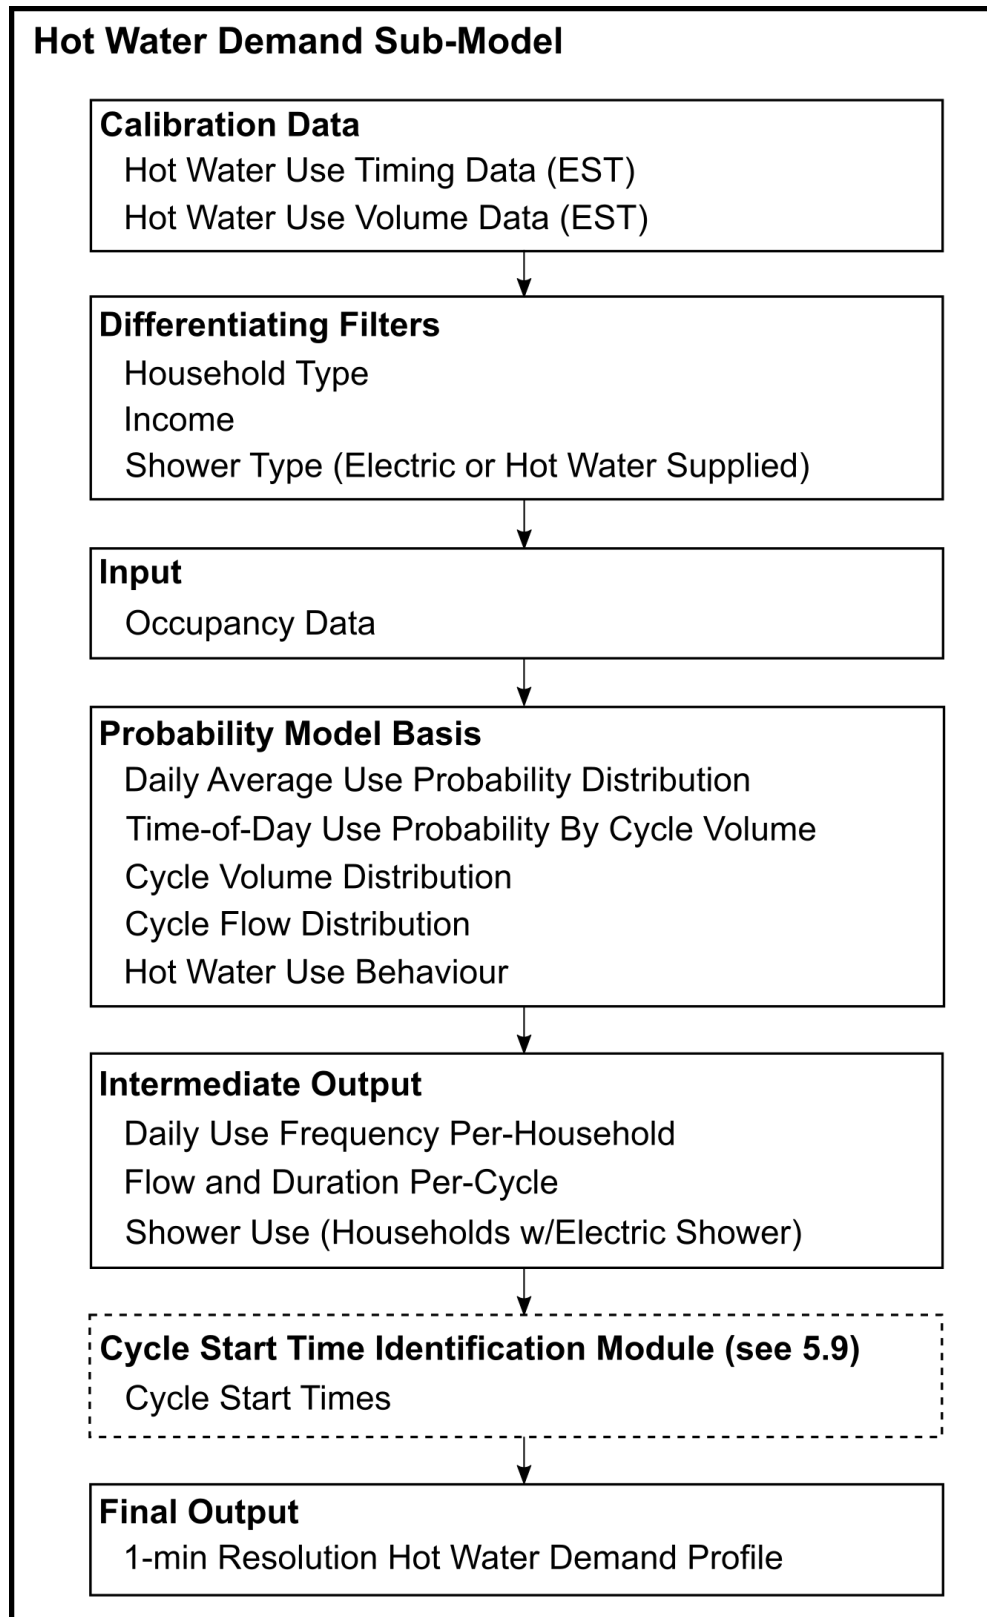 Hot Water Demand Sub-Model
Calibration Data
Hot Water Use Timing Data (EST)
Hot Water Use Volume Data (EST)
Differentiating Filters
Household Type
Income
Shower Type (Electric or Hot Water Supplied)
Input
Occupancy Data
Probability Model Basis
Daily Average Use Probability Distribution
Time-of-Day Use Probability By Cycle Volume
Cycle Volume Distribution
Cycle Flow Distribution
Hot Water Use Behaviour
Intermediate Output
Daily Use Frequency Per-Household
Flow and Duration Per-Cycle
Shower Use (Households w/Electric Shower)
Cycle Start Time Identification Module (see 5.9)
Cycle Start Times
Final Output
1-min Resolution Hot Water Demand Profile